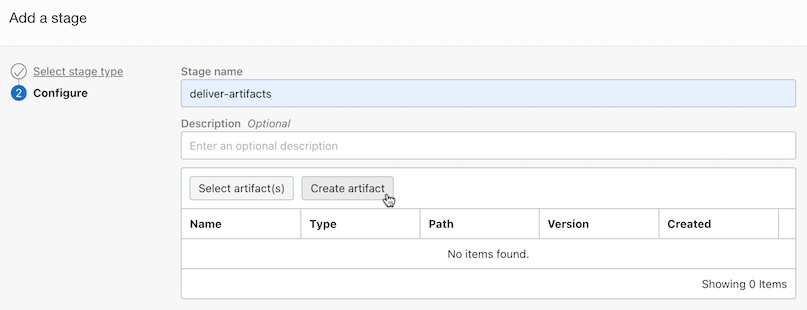 Add a stage
Select stage type
2 Configure
Stage name
deliver-artifacts
Description Optional
Enter an optional description
Select artifact(s) Create artifact
Name Type Path Version Created
No items found.
Showing 0 Items